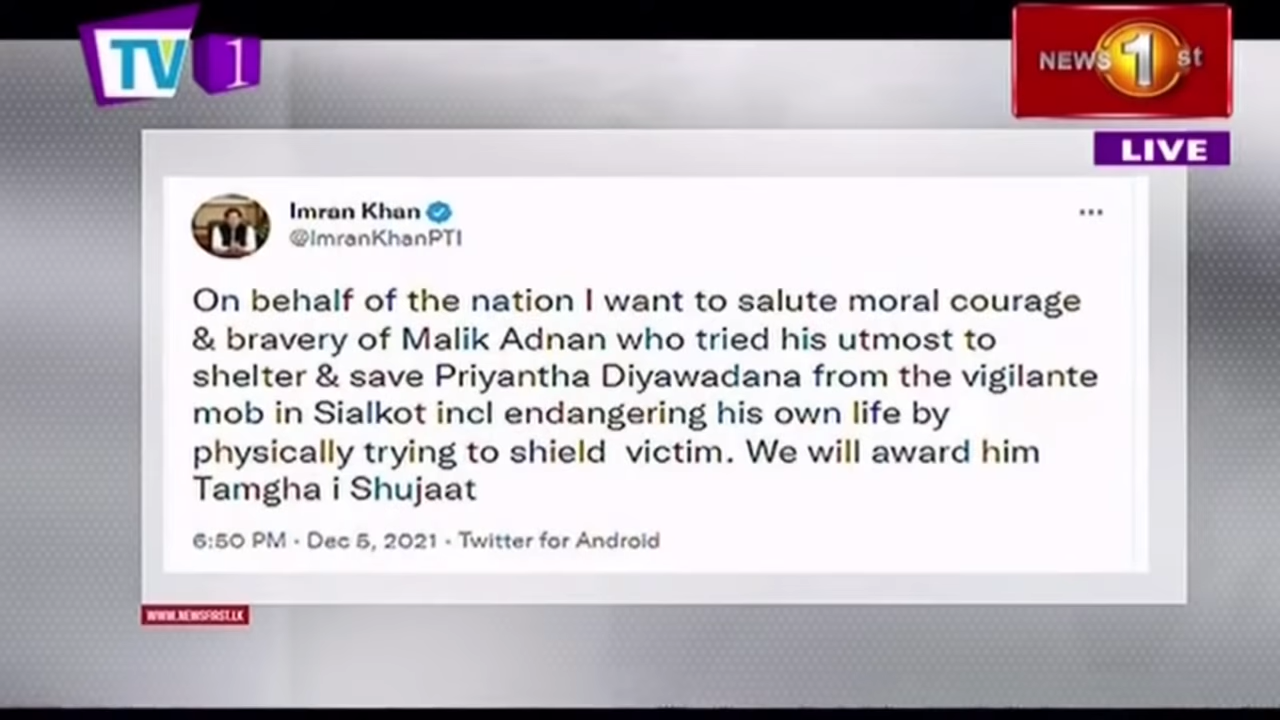 TV 1
NEWS 1st
LIVE
Imran Khan
@ImranKhanPTI
On behalf of the nation I want to salute moral courage
& bravery of Malik Adnan who tried his utmost to
shelter & save Priyantha Diyawadana from the vigilante
mob in Sialkot incl endangering his own life by
physically trying to shield victim. We will award him
Tamgha i Shujaat
6:50 PM · Dec 5, 2021 · Twitter for Android
WWW.NEWSFIRST.LK